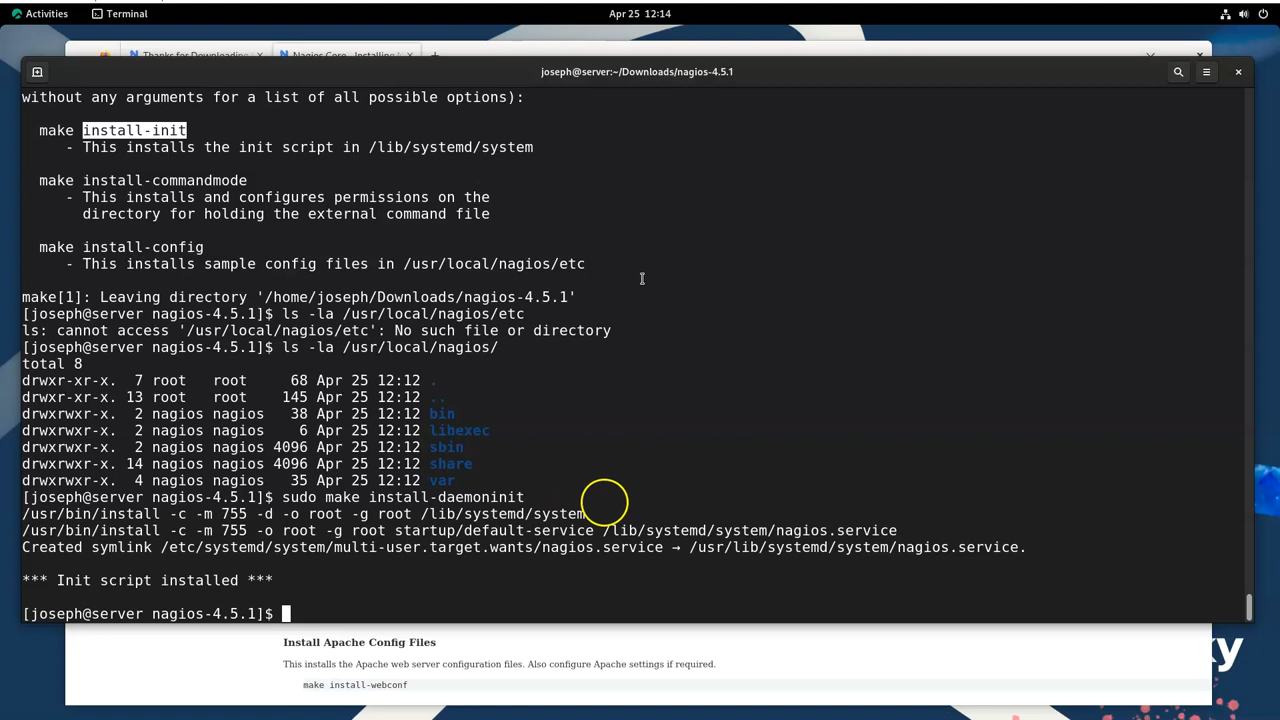 Activities
Terminal
Apr 25 12:14
Thanks for Downloading
Nagios Core - Installing
joseph@server:~/Downloads/nagios-4.5.1
without any arguments for a list of all possible options):
make install-init
- This installs the init script in /lib/systemd/system
make install-commandmode
- This installs and configures permissions on the
directory for holding the external command file
make install-config
- This installs sample config files in /usr/local/nagios/etc
make[1]: Leaving directory '/home/joseph/Downloads/nagios-4.5.1'
[joseph@server nagios-4.5.1]$ ls -la /usr/local/nagios/etc
ls: cannot access '/usr/local/nagios/etc': No such file or directory
[joseph@server nagios-4.5.1]$ ls -la /usr/local/nagios/
total 8
drwxr-xr-x. 7 root root 68 Apr 25 12:12 .
drwxr-xr-x. 13 root root 145 Apr 25 12:12 ..
drwxrwxr-x. 2 nagios nagios 38 Apr 25 12:12 bin
drwxrwxr-x. 2 nagios nagios 6 Apr 25 12:12 libexec
drwxrwxr-x. 2 nagios nagios 4096 Apr 25 12:12 sbin
drwxrwxr-x. 14 nagios nagios 4096 Apr 25 12:12 share
drwxrwxr-x. 4 nagios nagios 35 Apr 25 12:12 var
[joseph@server nagios-4.5.1]$ sudo make install-daemoninit
/usr/bin/install -c -m 755 -d -o root -g root /lib/systemd/system
/usr/bin/install -c -m 755 -o root -g root startup/default-service /lib/systemd/system/nagios.service
Created symlink /etc/systemd/system/multi-user.target.wants/nagios.service → /usr/lib/systemd/system/nagios.service.
*** Init script installed ***
[joseph@server nagios-4.5.1]$
Install Apache Config Files
This installs the Apache web server configuration files. Also configure Apache settings if required.
make install-webconf
ky